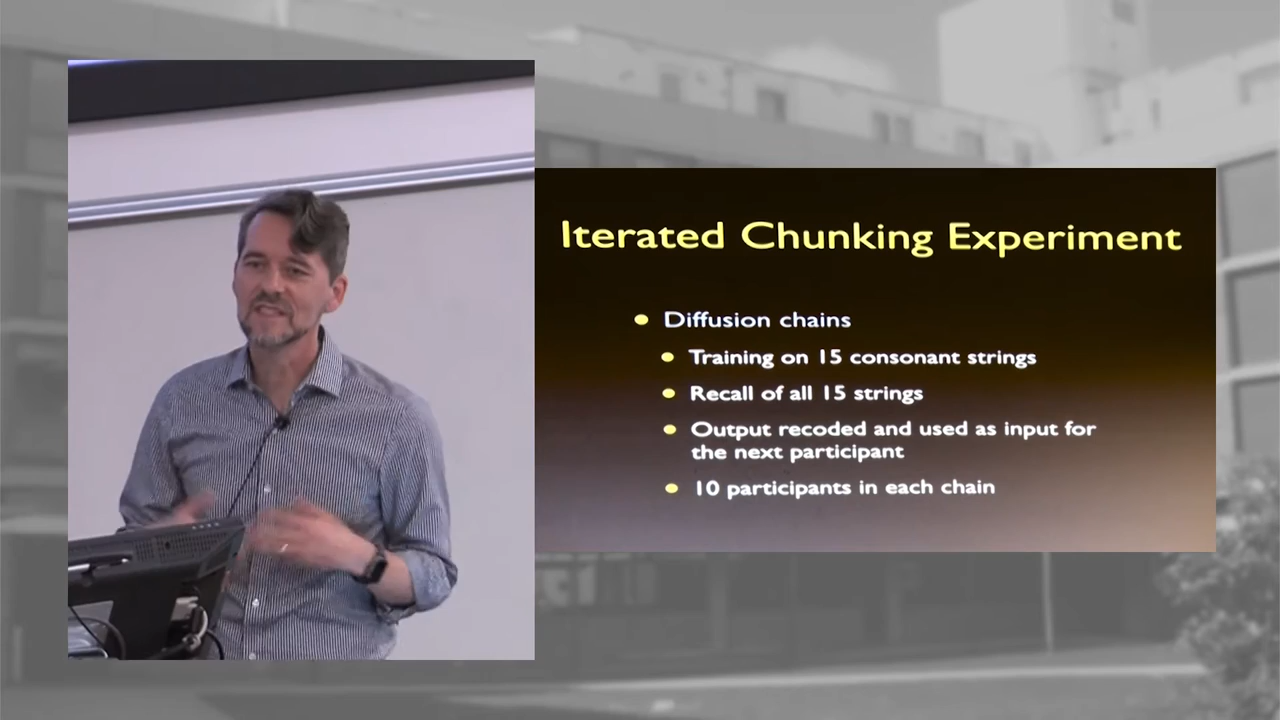 Iterated Chunking Experiment
Diffusion chains
Training on 15 consonant strings
Recall of all 15 strings
Output recoded and used as input for
the next participant
10 participants in each chain